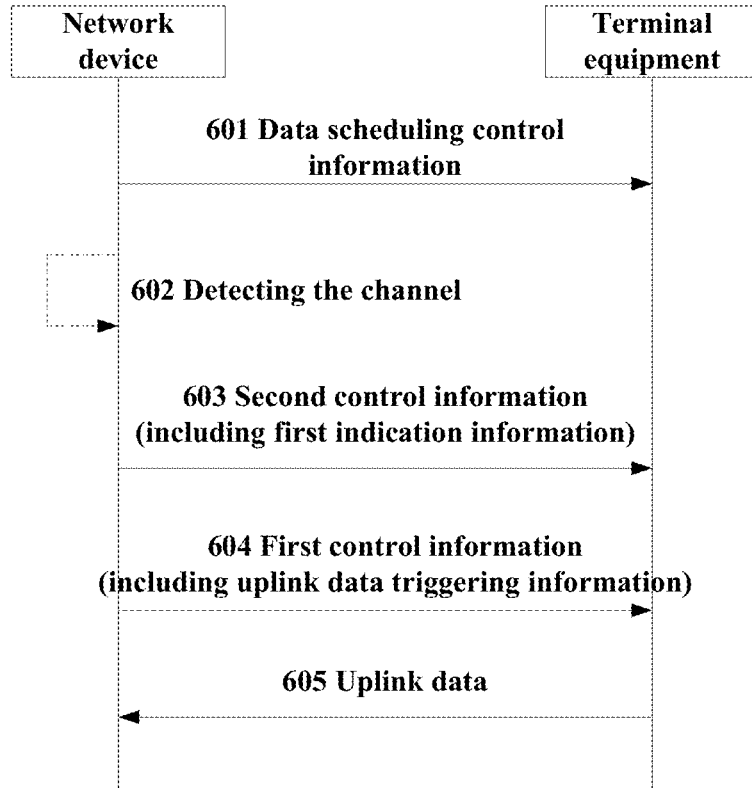 Network
device
Terminal
equipment
601 Data scheduling control
information
602 Detecting the channel
603 Second control information
(including first indication information)
604 First control information
(including uplink data triggering information)
605 Uplink data